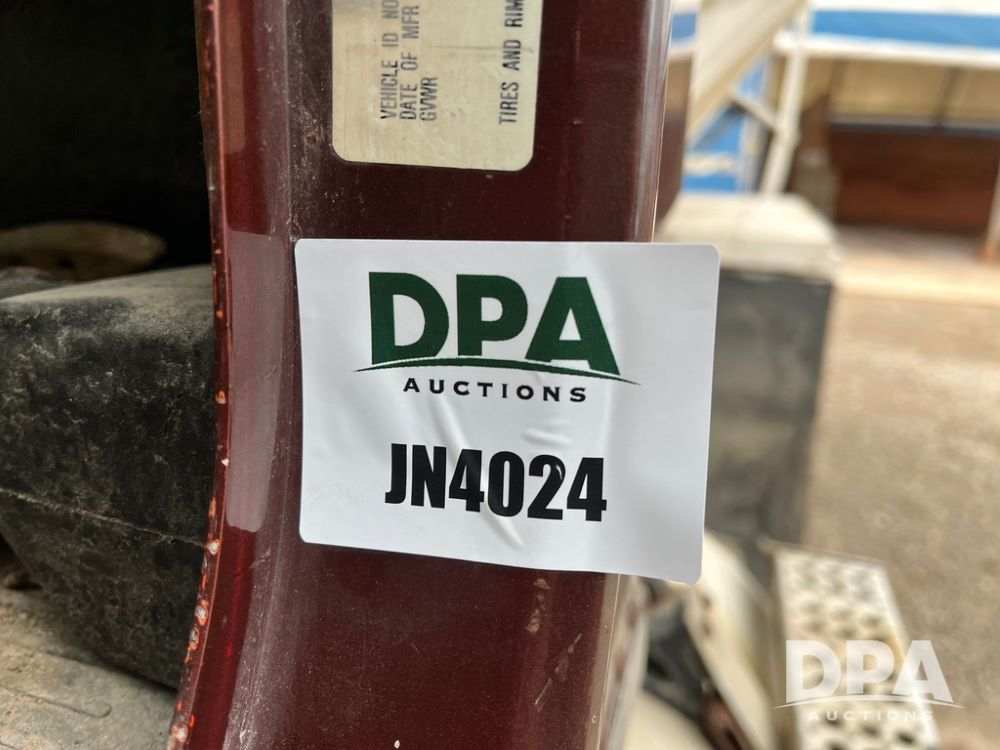 VEHICLE ID NO
DATE OF MFR
GVWR
TIRES AND RIM
DPA
AUCTIONS
JN4024
DPA
AUCTIONS